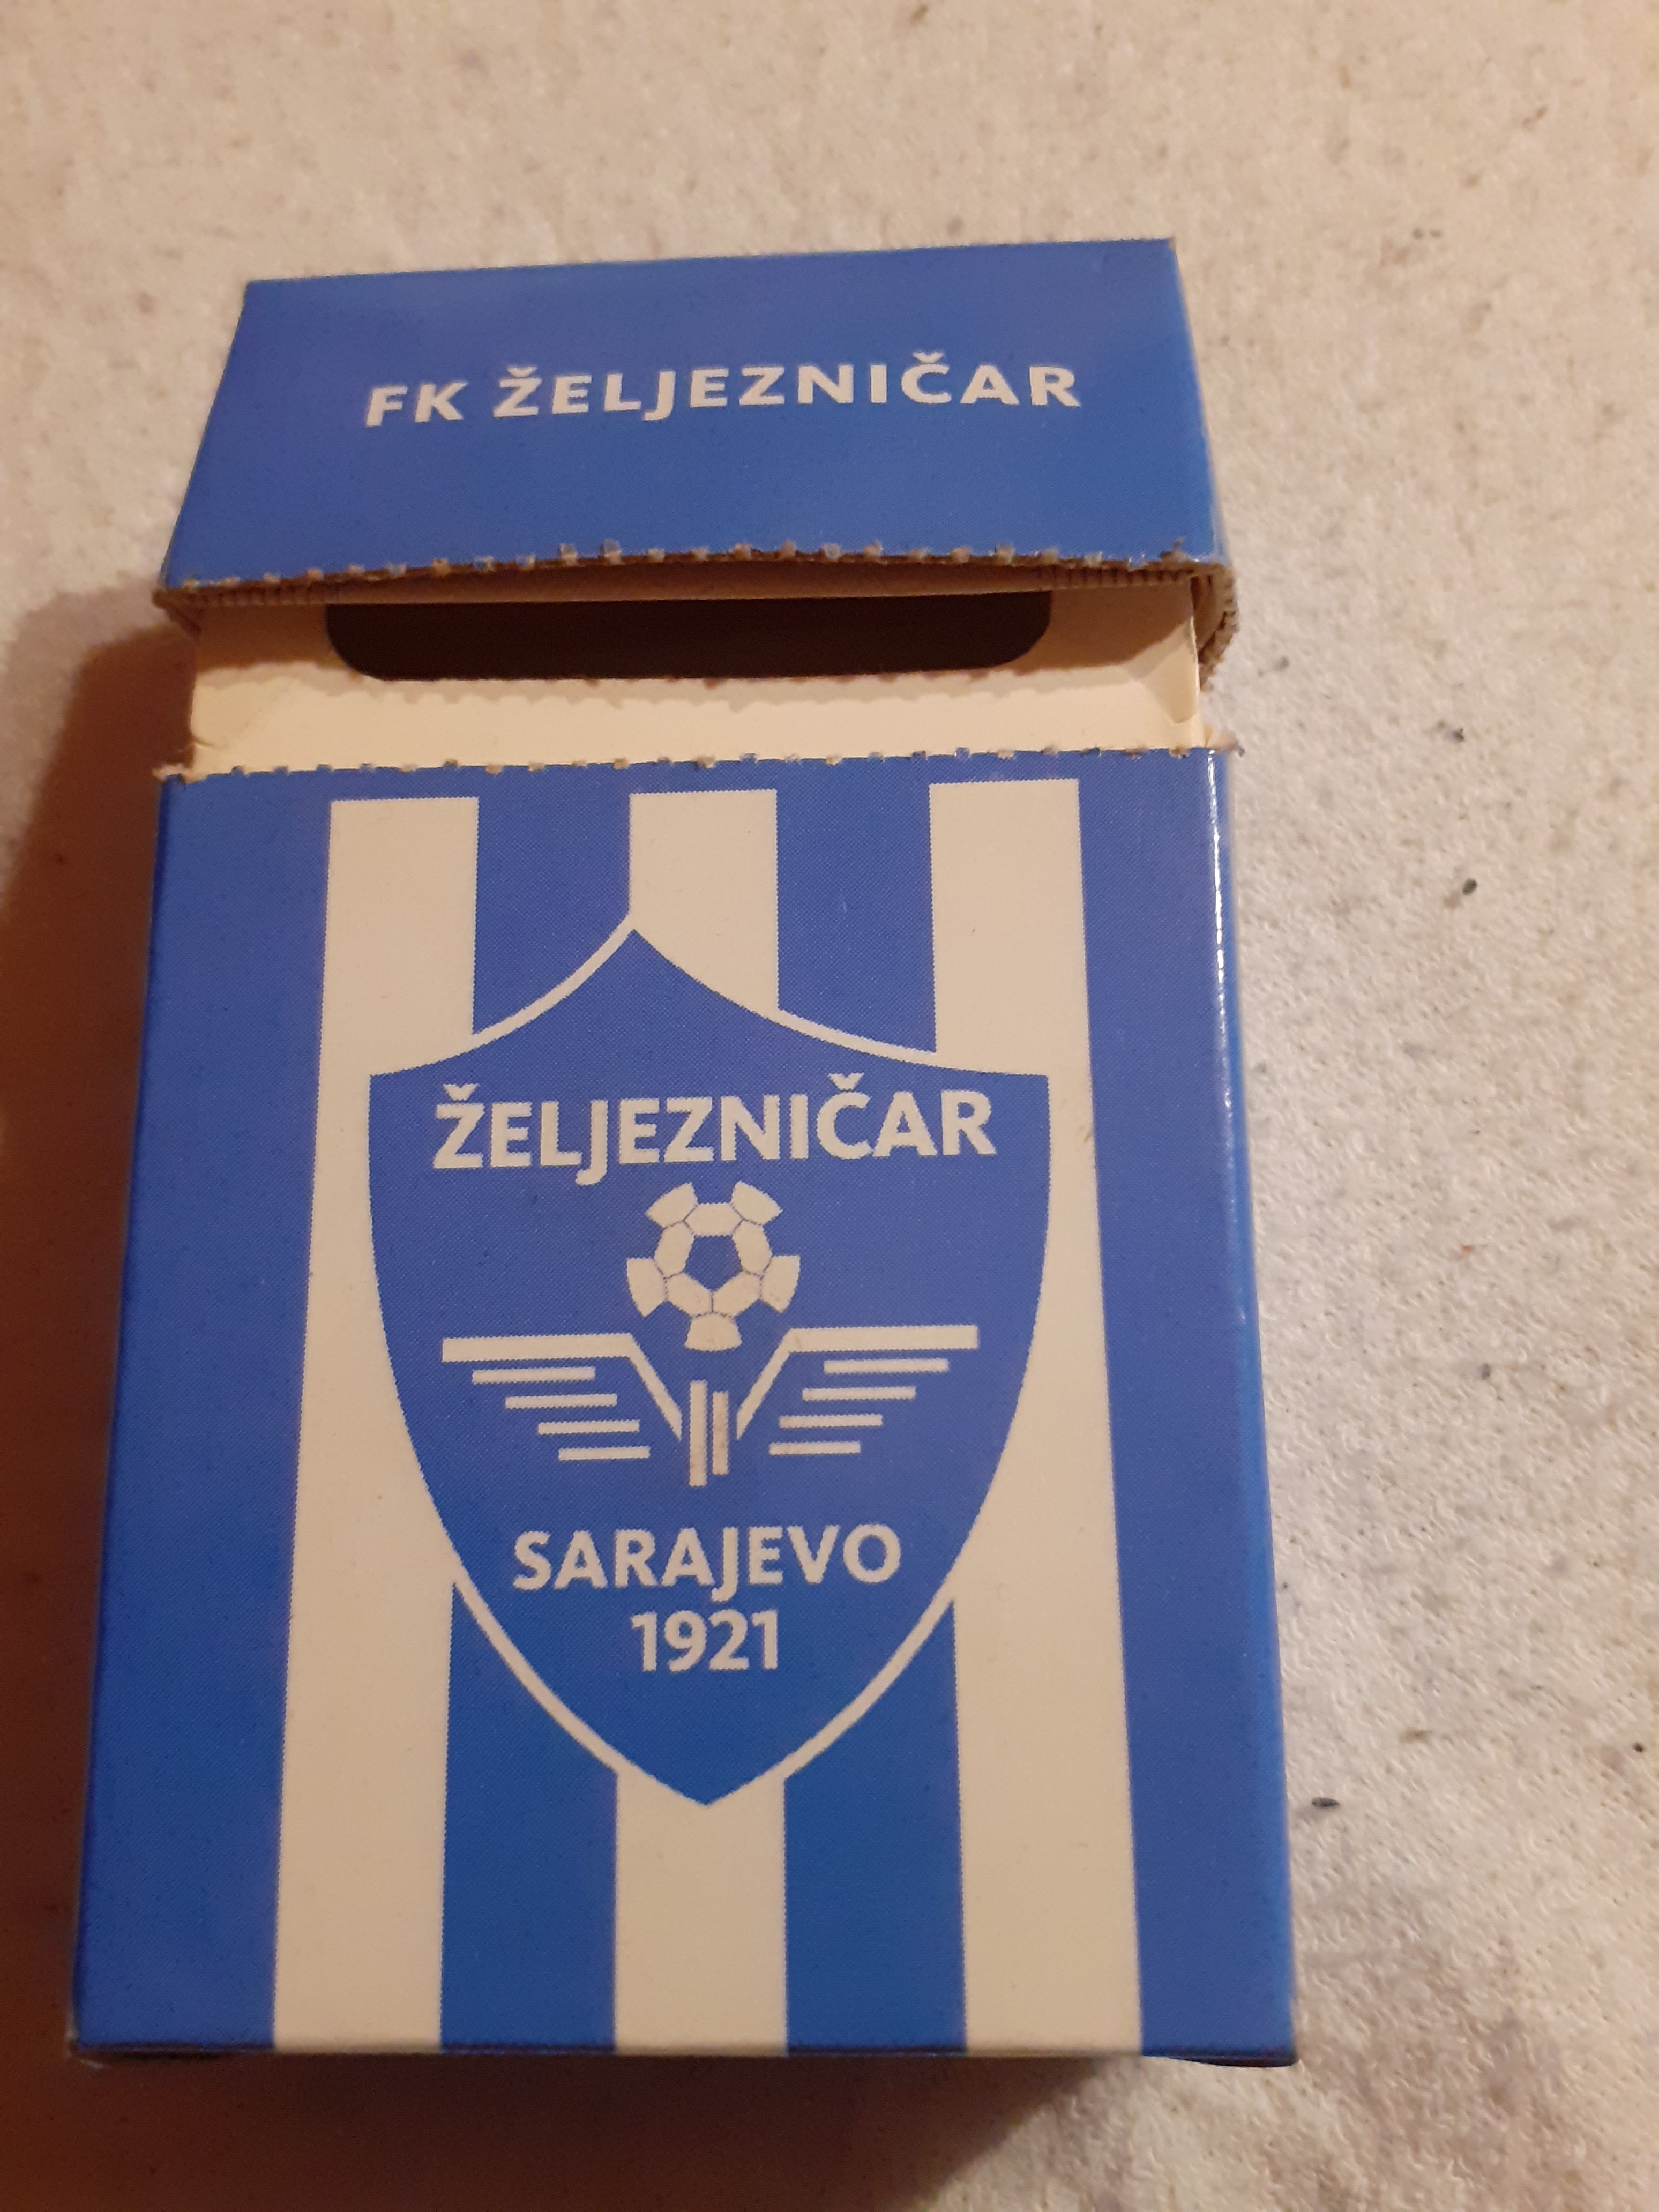 FK ŽELJEZNIČAR
ŽELJEZNIČAR
SARAJEVO
1921